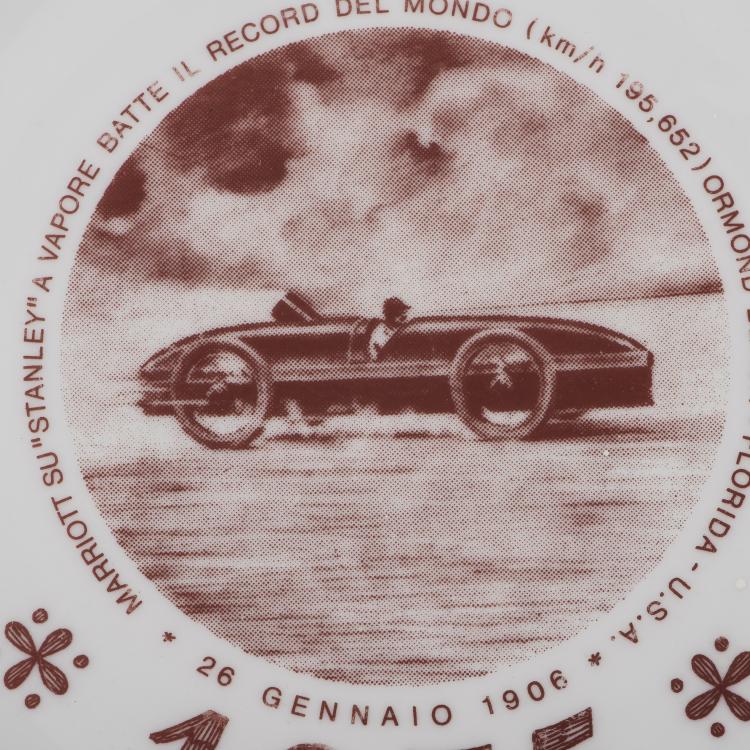 MARRIOTT SU "STANLEY" A VAPORE BATTE IL RECORD DEL MONDO (km/h 195,652) ORMOND FLORIDA - U.S.A.
* 26 GENNAIO 1906 *